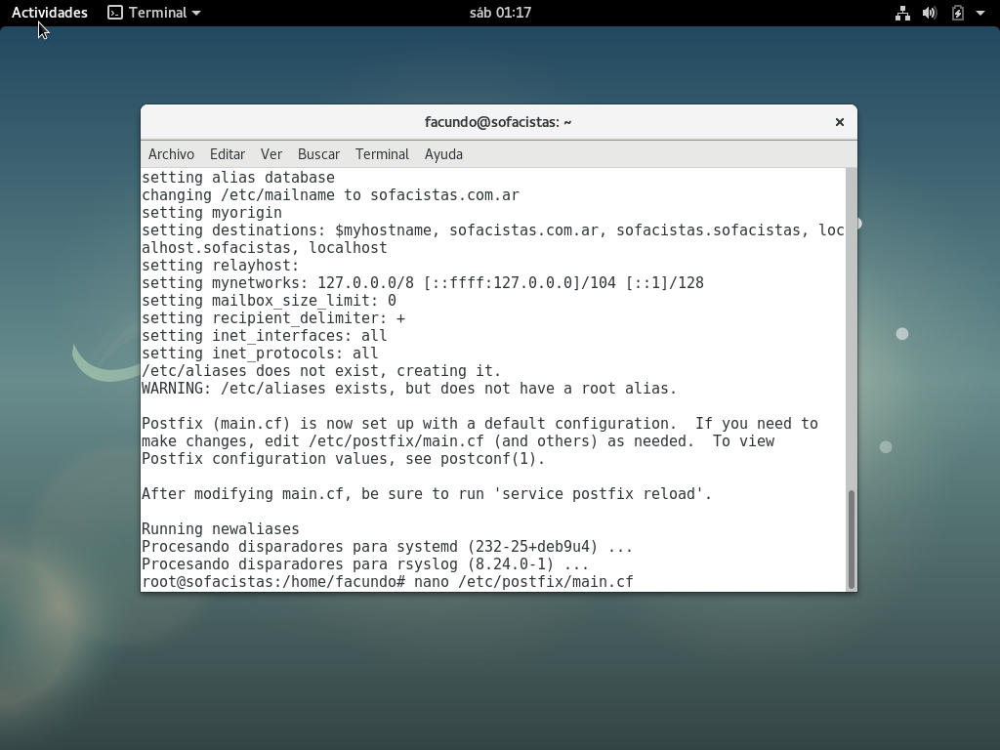 Actividades Terminal sáb 01:17
facundo@sofacistas: ~ ×
Archivo Editar Ver Buscar Terminal Ayuda
setting alias database
changing /etc/mailname to sofacistas.com.ar
setting myorigin
setting destinations: $myhostname, sofacistas.com.ar, sofacistas.sofacistas, loc
alhost.sofacistas, localhost
setting relayhost:
setting mynetworks: 127.0.0.0/8 [::ffff:127.0.0.0]/104 [::1]/128
setting mailbox_size_limit: 0
setting recipient_delimiter: +
setting inet_interfaces: all
setting inet_protocols: all
/etc/aliases does not exist, creating it.
WARNING: /etc/aliases exists, but does not have a root alias.
Postfix (main.cf) is now set up with a default configuration.  If you need to
make changes, edit /etc/postfix/main.cf (and others) as needed.  To view
Postfix configuration values, see postconf(1).
After modifying main.cf, be sure to run 'service postfix reload'.
Running newaliases
Procesando disparadores para systemd (232-25+deb9u4) ...
Procesando disparadores para rsyslog (8.24.0-1) ...
root@sofacistas:/home/facundo# nano /etc/postfix/main.cf